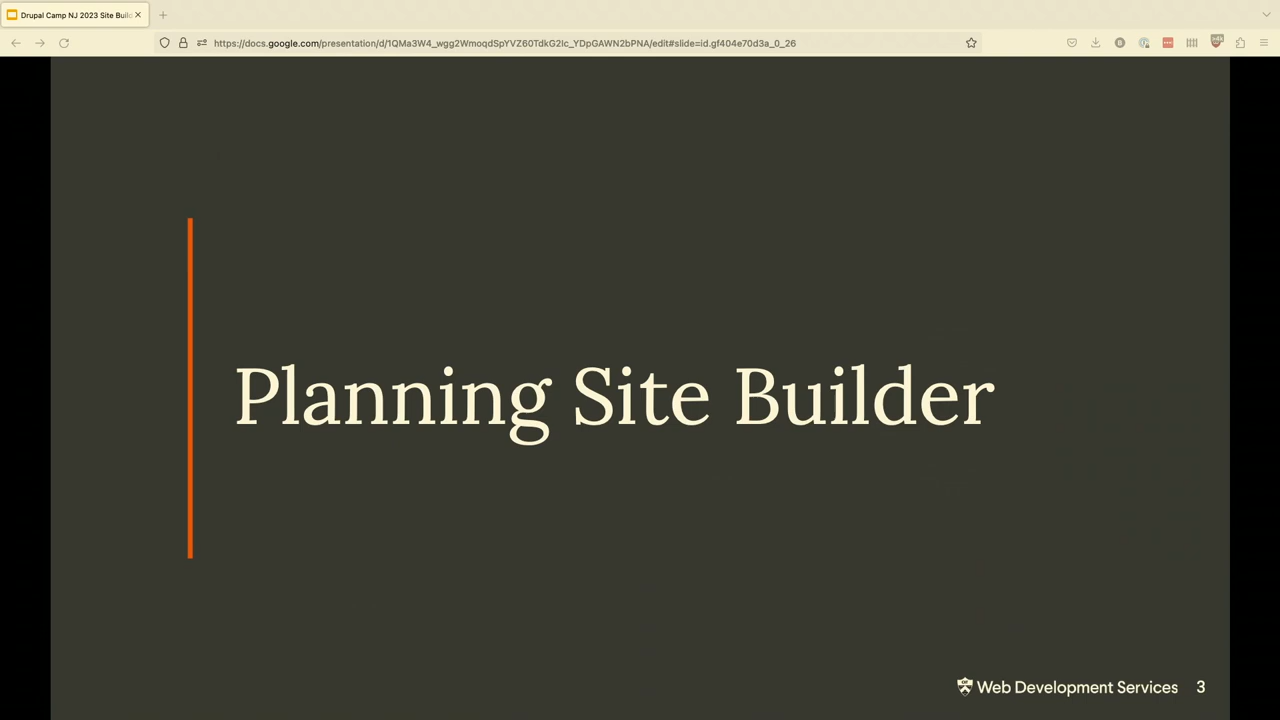 Drupal Camp NJ 2023 Site Buil
https://docs.google.com/presentation/d/1QMa3W4_wgg2WmoqdSpYVZ60TdkG2lc_YDpGAWN2bPNA/edit#slide=id.gf404e70d3a_0_26
Planning Site Builder
Web Development Services 3